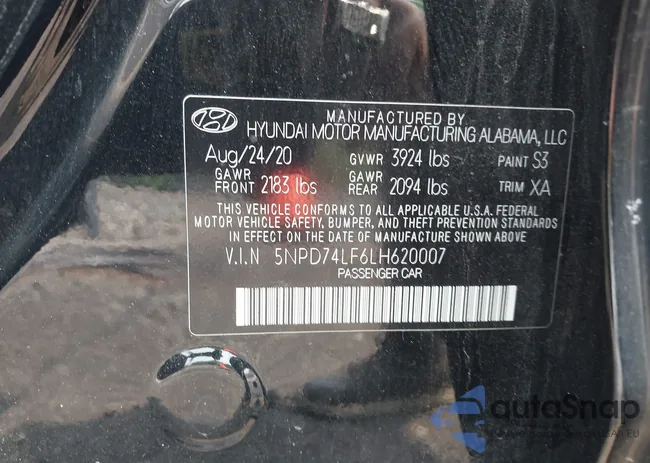 MANUFACTURED BY
HYUNDAI MOTOR MANUFACTURING ALABAMA, LLC
Aug/24/20 GVWR 3924 lbs PAINT S3
GAWR FRONT 2183 lbs GAWR REAR 2094 lbs TRIM XA
THIS VEHICLE CONFORMS TO ALL APPLICABLE U.S.A. FEDERAL
MOTOR VEHICLE SAFETY, BUMPER, AND THEFT PREVENTION STANDARDS
IN EFFECT ON THE DATE OF MANUFACTURE SHOWN ABOVE
V.I.N 5NPD74LF6LH620007
PASSENGER CAR
autoSnap